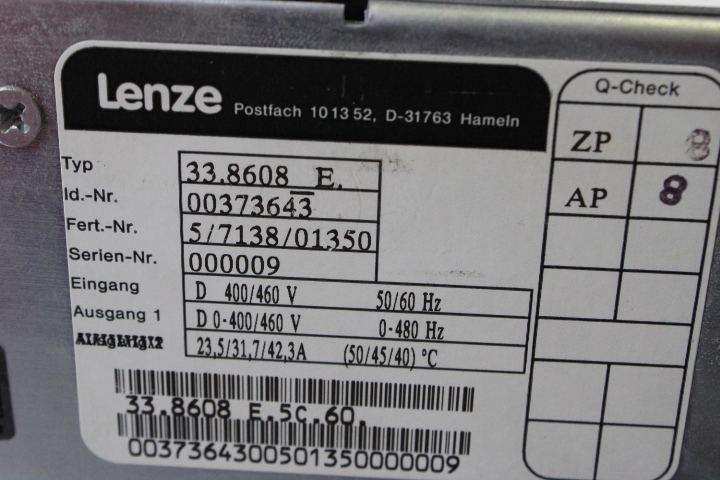 Lenze Postfach 10 13 52, D-31763 Hameln
Q-Check
ZP 8
AP 8
Typ 33.8608_E.
Id.-Nr. 00373643
Fert.-Nr. 5/7138/01350
Serien-Nr. 000009
Eingang D 400/460 V 50/60 Hz
Ausgang 1 D 0-400/460 V 0-480 Hz
23,5/31,7/42,3A (50/45/40) °C
33.8608_E.5C.60.
00373643005013500000009